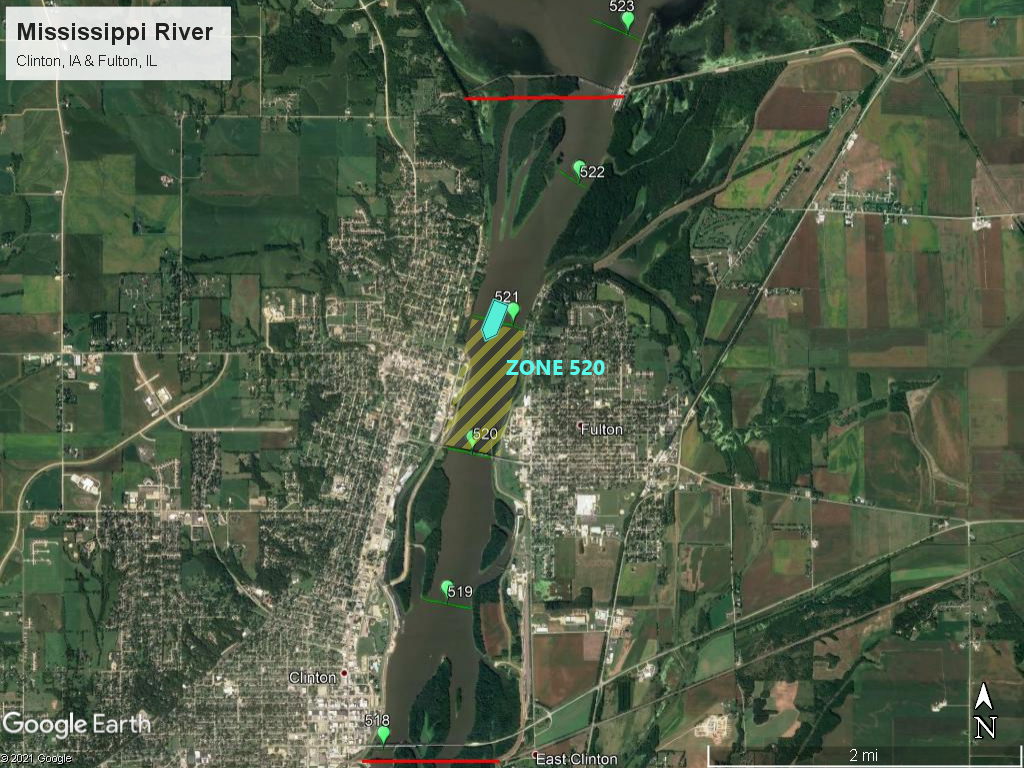 523
Mississippi River
Clinton, IA & Fulton, IL
522
521
ZONE 520
Fulton
520
519
Clinton
518
Google Earth
N
© 2021 Google
East Clinton
2 mi